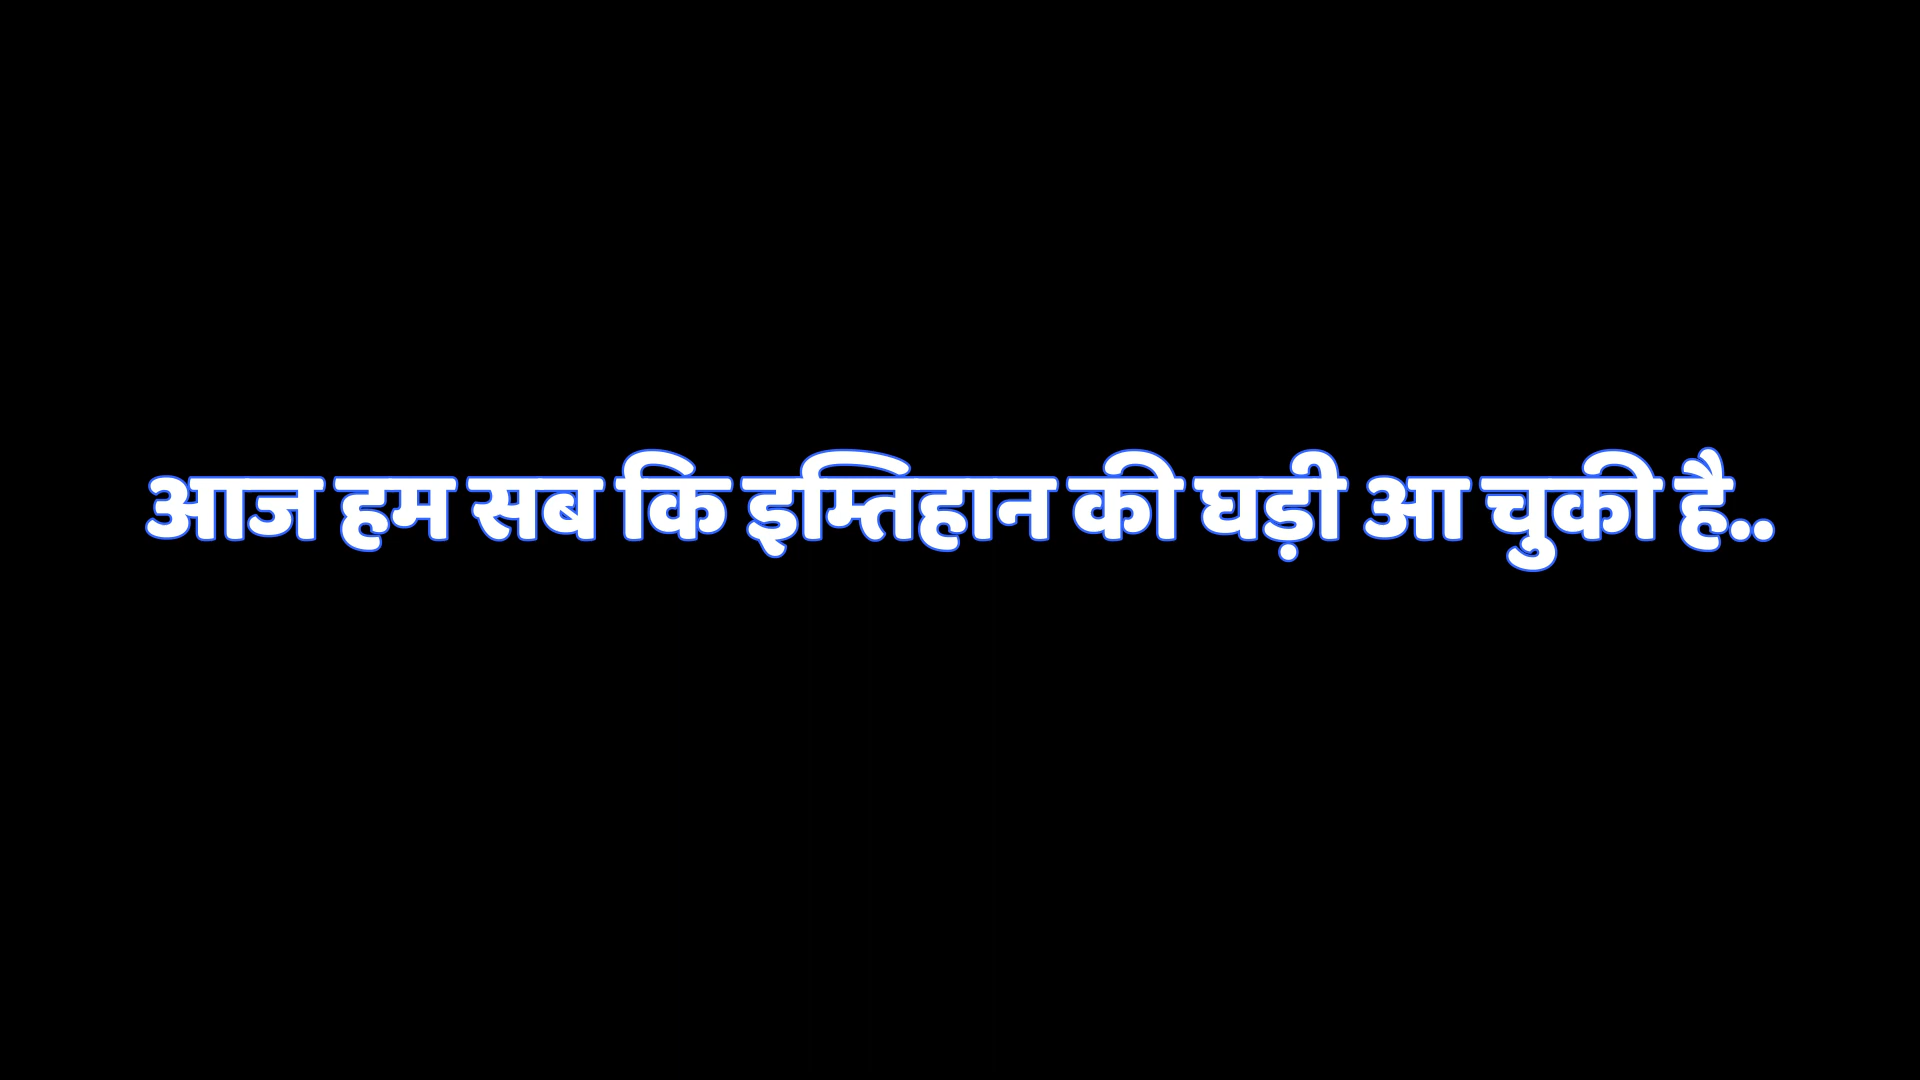 आज हम सब कि इम्तिहान की घड़ी आ चुकी है..